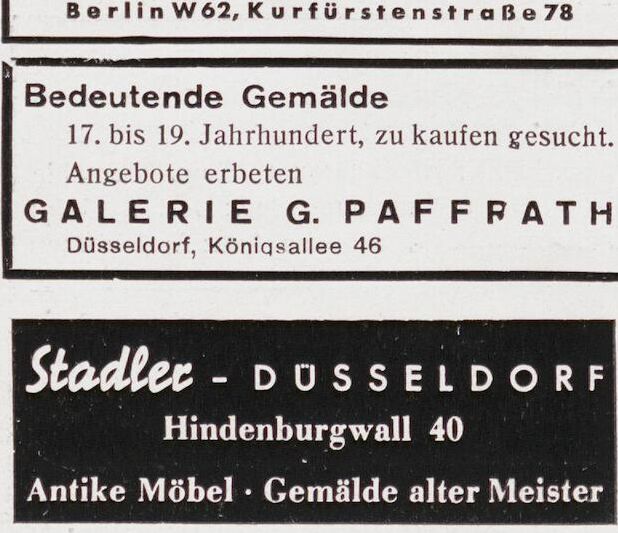 Berlin W 62, Kurfürstenstraße 78
Bedeutende Gemälde
17. bis 19. Jahrhundert, zu kaufen gesucht.
Angebote erbeten
GALERIE G. PAFFRATH
Düsseldorf, Königsallee 46
Stadler - DÜSSELDORF
Hindenburgwall 40
Antike Möbel · Gemälde alter Meister